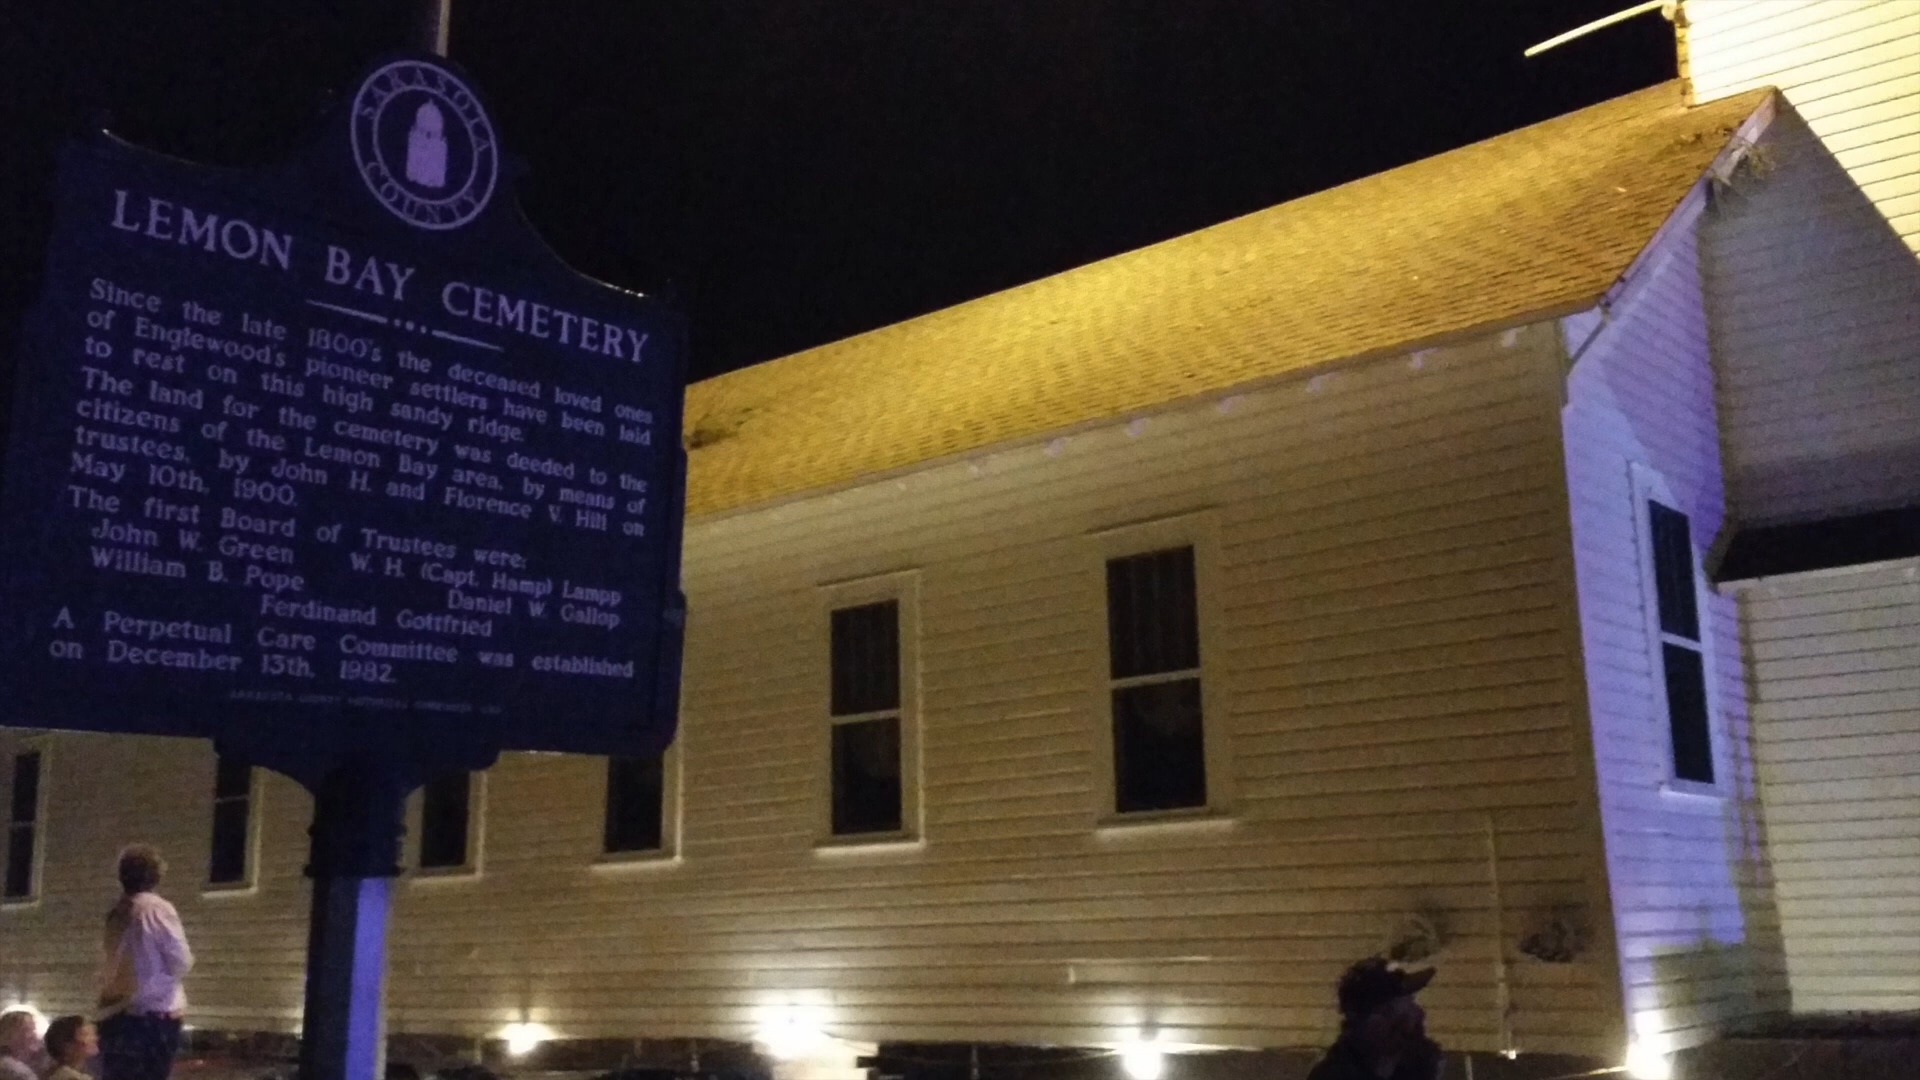 SARASOTA COUNTY
LEMON BAY CEMETERY
Since the late 1800's the deceased loved ones
of Englewood's pioneer settlers have been laid
to rest on this high sandy ridge.
The land for the cemetery was deeded to the
citizens of the Lemon Bay area, by means of
trustees, by John H. and Florence V. Hill on
May 10th, 1900.
The first Board of Trustees were:
John W. Green W. H. (Capt. Hamp) Lampp
William B. Pope Daniel W. Gallop
Ferdinand Gottfried
A Perpetual Care Committee was established
on December 13th, 1982.
SARASOTA COUNTY HISTORICAL